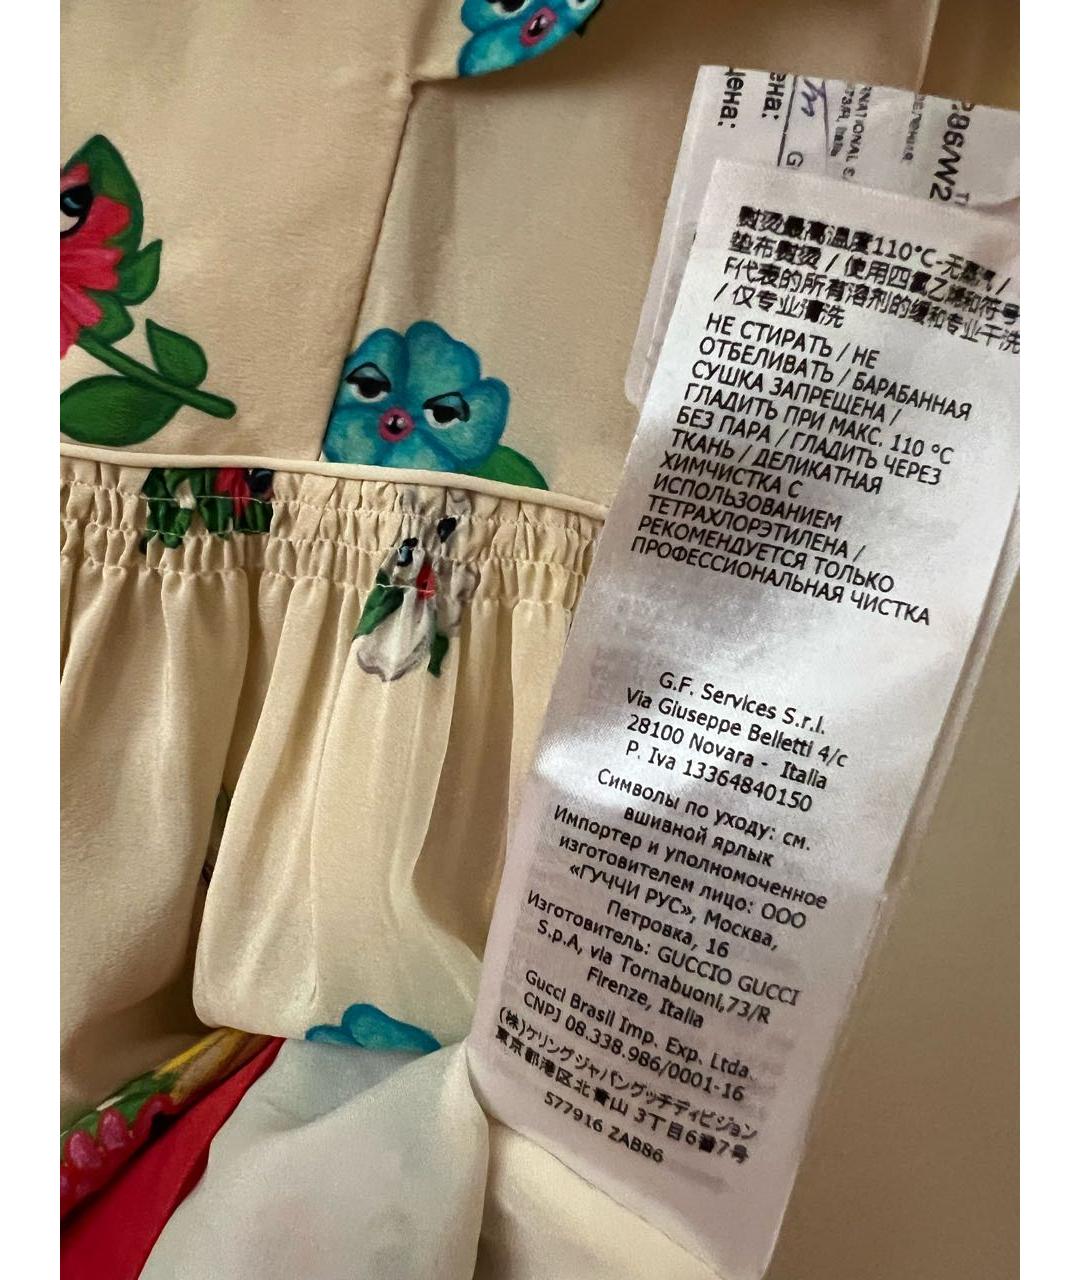 ена:
ена:
286/W2
熨烫最高温度110°C-无蒸气/
垫布熨烫 / 使用四氯乙烯和符号
F代表的所有溶剂的缓和专业干洗
/ 仅专业清洗
НЕ СТИРАТЬ / НЕ
ОТБЕЛИВАТЬ / БАРАБАННАЯ
СУШКА ЗАПРЕЩЕНА /
ГЛАДИТЬ ПРИ МАКС. 110 °C
БЕЗ ПАРА / ГЛАДИТЬ ЧЕРЕЗ
ТКАНЬ / ДЕЛИКАТНАЯ
ХИМЧИСТКА С
ИСПОЛЬЗОВАНИЕМ
ТЕТРАХЛОРЭТИЛЕНА /
РЕКОМЕНДУЕТСЯ ТОЛЬКО
ПРОФЕССИОНАЛЬНАЯ ЧИСТКА
G.F. Services S.r.l.
Via Giuseppe Belletti 4/c
28100 Novara - Italia
P. Iva 13364840150
Символы по уходу: см.
вшивной ярлык
Импортер и уполномоченное
изготовителем лицо: ООО
«ГУЧЧИ РУС», Москва,
Петровка, 16
Изготовитель: GUCCIO GUCCI
S.p.A, via Tornabuoni,73/R
Firenze, Italia
Gucci Brasil Imp. Exp. Ltda.
CNPJ 08.338.986/0001-16
(株)ケリングジャパングッチディビジョン
東京都港区北青山 3丁目6番7号
577916 ZAB86